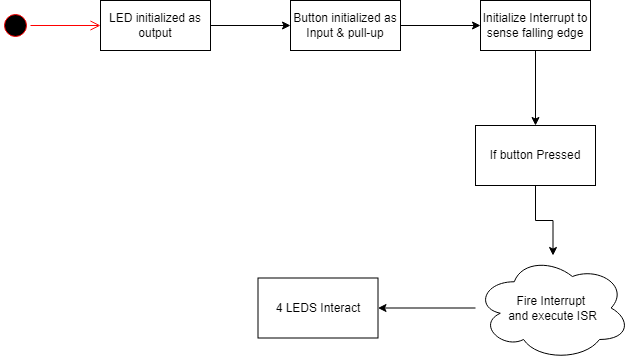 LED initialized as
output
Button initialized as
Input & pull-up
Initialize Interrupt to
sense falling edge
If button Pressed
Fire Interrupt
and execute ISR
4 LEDS Interact